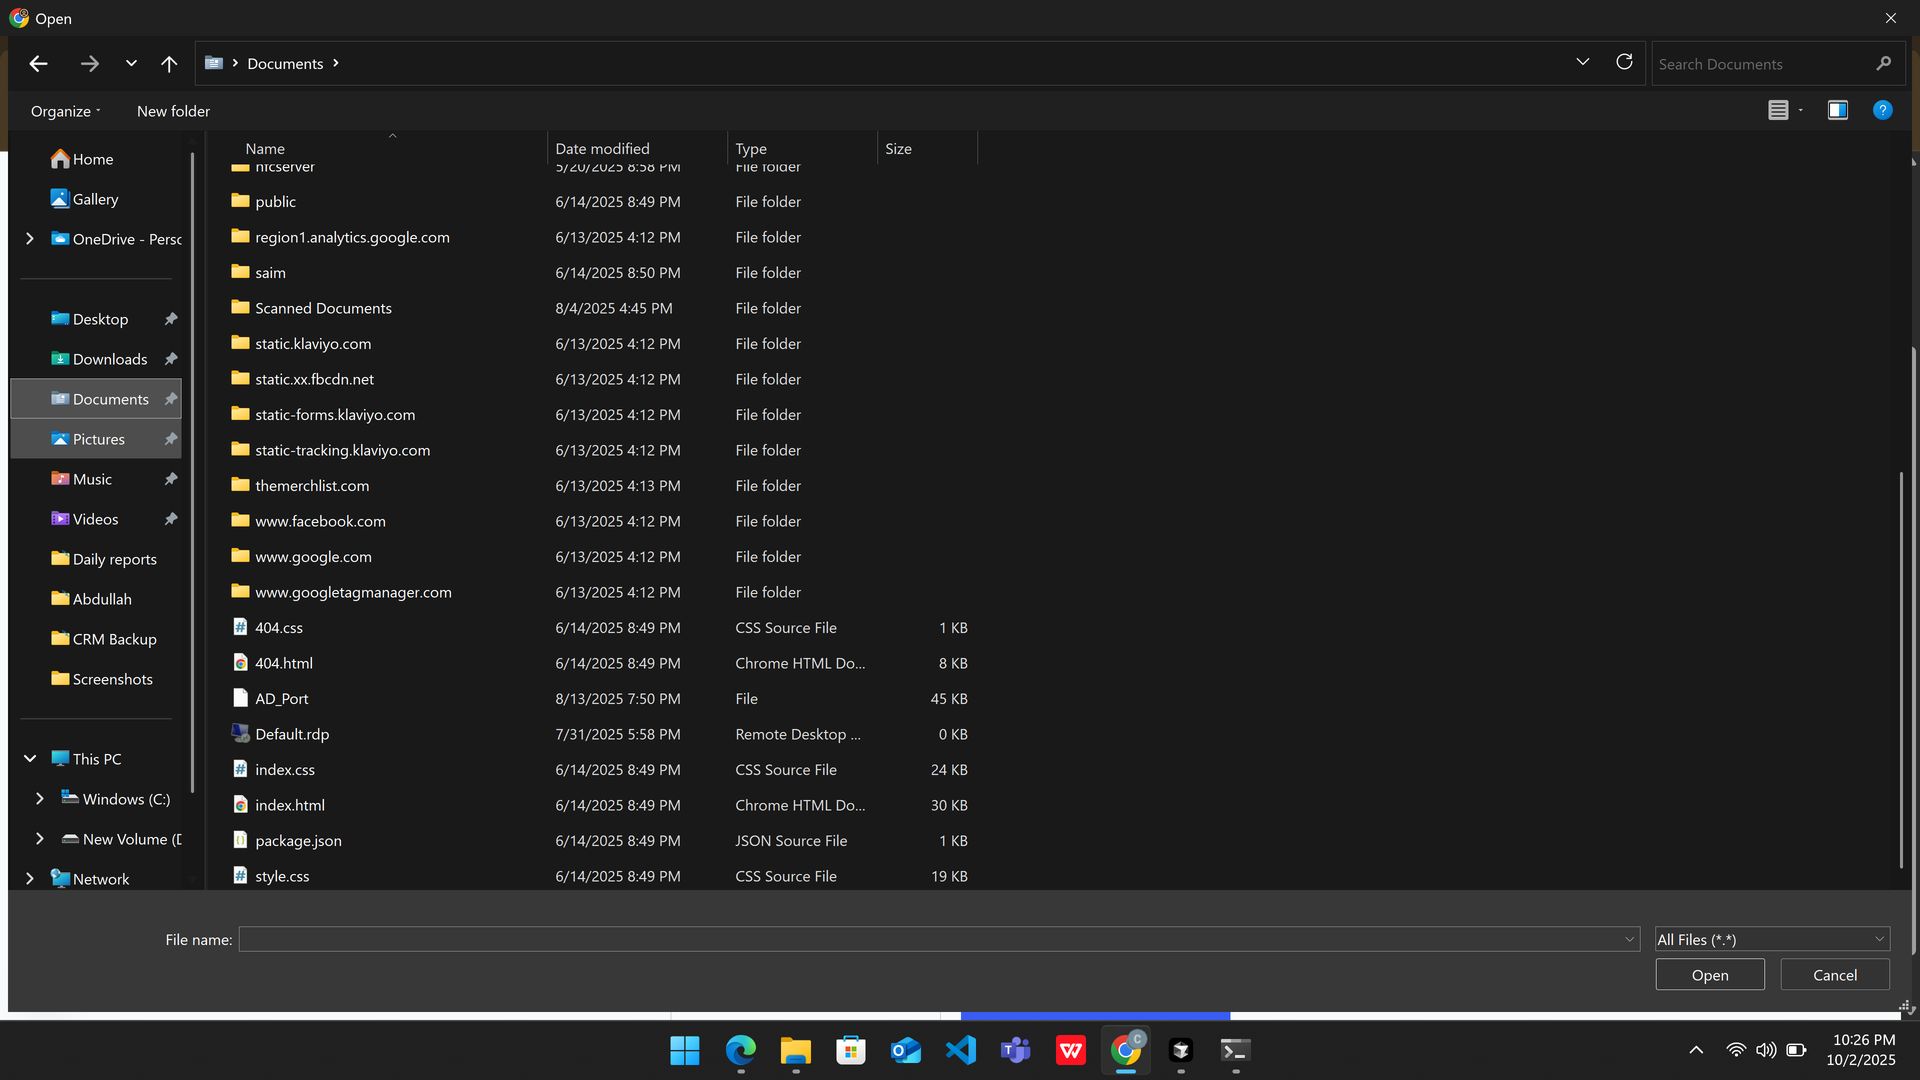 Open
Documents
Search Documents
Organize
New folder
Name Date modified Type Size
Home
Gallery
OneDrive - Persc
Desktop
Downloads
Documents
Pictures
Music
Videos
Daily reports
Abdullah
CRM Backup
Screenshots
This PC
Windows (C:)
New Volume (D
Network
nfcserver 5/20/2025 8:58 PM File folder
public 6/14/2025 8:49 PM File folder
region1.analytics.google.com 6/13/2025 4:12 PM File folder
saim 6/14/2025 8:50 PM File folder
Scanned Documents 8/4/2025 4:45 PM File folder
static.klaviyo.com 6/13/2025 4:12 PM File folder
static.xx.fbcdn.net 6/13/2025 4:12 PM File folder
static-forms.klaviyo.com 6/13/2025 4:12 PM File folder
static-tracking.klaviyo.com 6/13/2025 4:12 PM File folder
themerchlist.com 6/13/2025 4:13 PM File folder
www.facebook.com 6/13/2025 4:12 PM File folder
www.google.com 6/13/2025 4:12 PM File folder
www.googletagmanager.com 6/13/2025 4:12 PM File folder
404.css 6/14/2025 8:49 PM CSS Source File 1 KB
404.html 6/14/2025 8:49 PM Chrome HTML Do... 8 KB
AD_Port 8/13/2025 7:50 PM File 45 KB
Default.rdp 7/31/2025 5:58 PM Remote Desktop ... 0 KB
index.css 6/14/2025 8:49 PM CSS Source File 24 KB
index.html 6/14/2025 8:49 PM Chrome HTML Do... 30 KB
package.json 6/14/2025 8:49 PM JSON Source File 1 KB
style.css 6/14/2025 8:49 PM CSS Source File 19 KB
File name:
All Files (*.*)
Open
Cancel
10:26 PM
10/2/2025